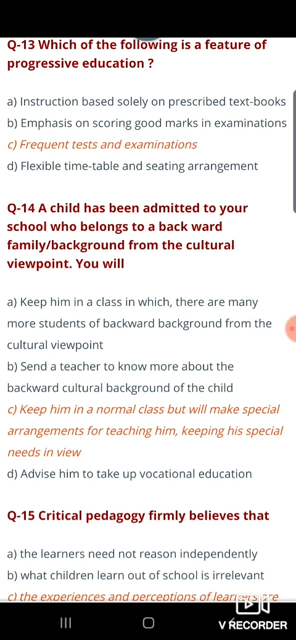 Q-13 Which of the following is a feature of
progressive education ?
a) Instruction based solely on prescribed text-books
b) Emphasis on scoring good marks in examinations
c) Frequent tests and examinations
d) Flexible time-table and seating arrangement
Q-14 A child has been admitted to your
school who belongs to a back ward
family/background from the cultural
viewpoint. You will
a) Keep him in a class in which, there are many
more students of backward background from the
cultural viewpoint
b) Send a teacher to know more about the
backward cultural background of the child
c) Keep him in a normal class but will make special
arrangements for teaching him, keeping his special
needs in view
d) Advise him to take up vocational education
Q-15 Critical pedagogy firmly believes that
a) the learners need not reason independently
b) what children learn out of school is irrelevant
c) the experiences and perceptions of learners are
V RECORDER